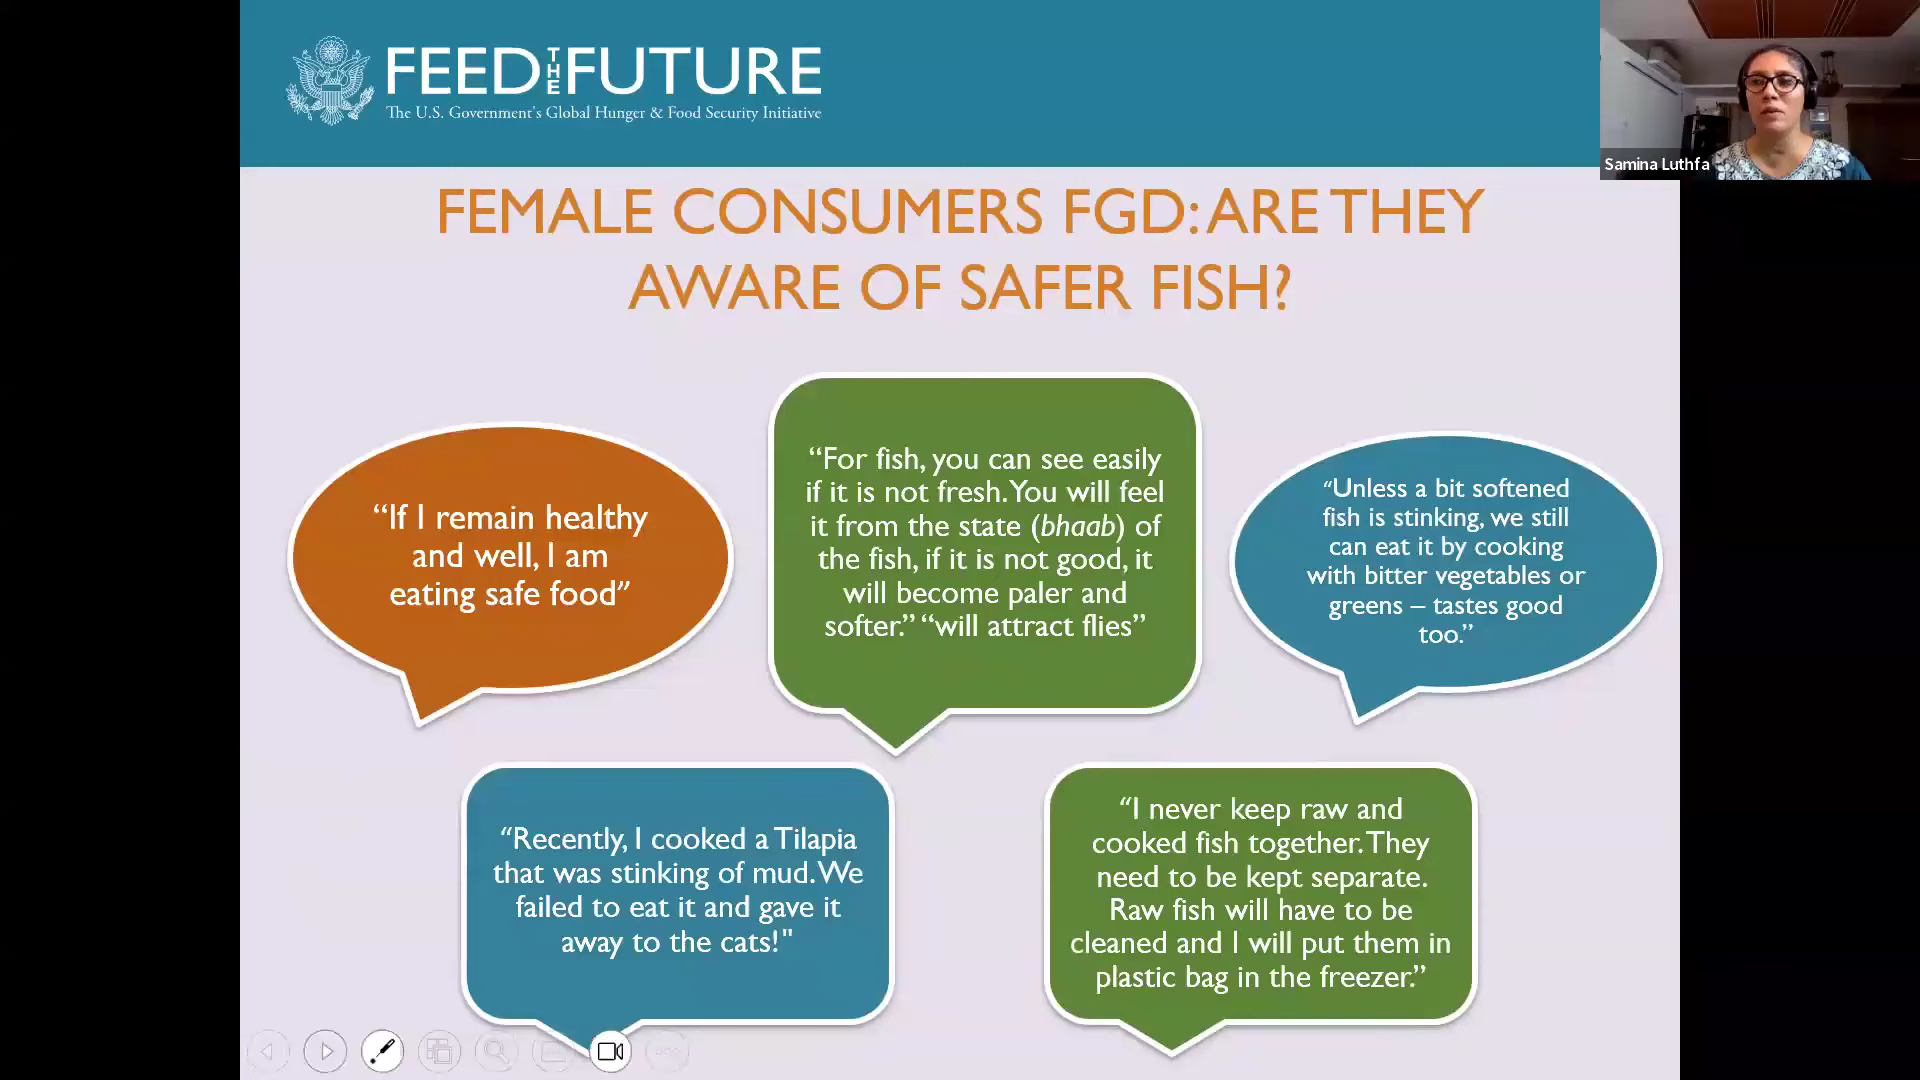 FEED THE FUTURE
The U.S. Government's Global Hunger & Food Security Initiative
Samina Luthfa
FEMALE CONSUMERS FGD: ARE THEY
AWARE OF SAFER FISH?
“If I remain healthy
and well, I am
eating safe food”
“For fish, you can see easily
if it is not fresh. You will feel
it from the state (bhaab) of
the fish, if it is not good, it
will become paler and
softer.” “will attract flies”
“Unless a bit softened
fish is stinking, we still
can eat it by cooking
with bitter vegetables or
greens – tastes good
too.”
“Recently, I cooked a Tilapia
that was stinking of mud. We
failed to eat it and gave it
away to the cats!"
“I never keep raw and
cooked fish together. They
need to be kept separate.
Raw fish will have to be
cleaned and I will put them in
plastic bag in the freezer.”